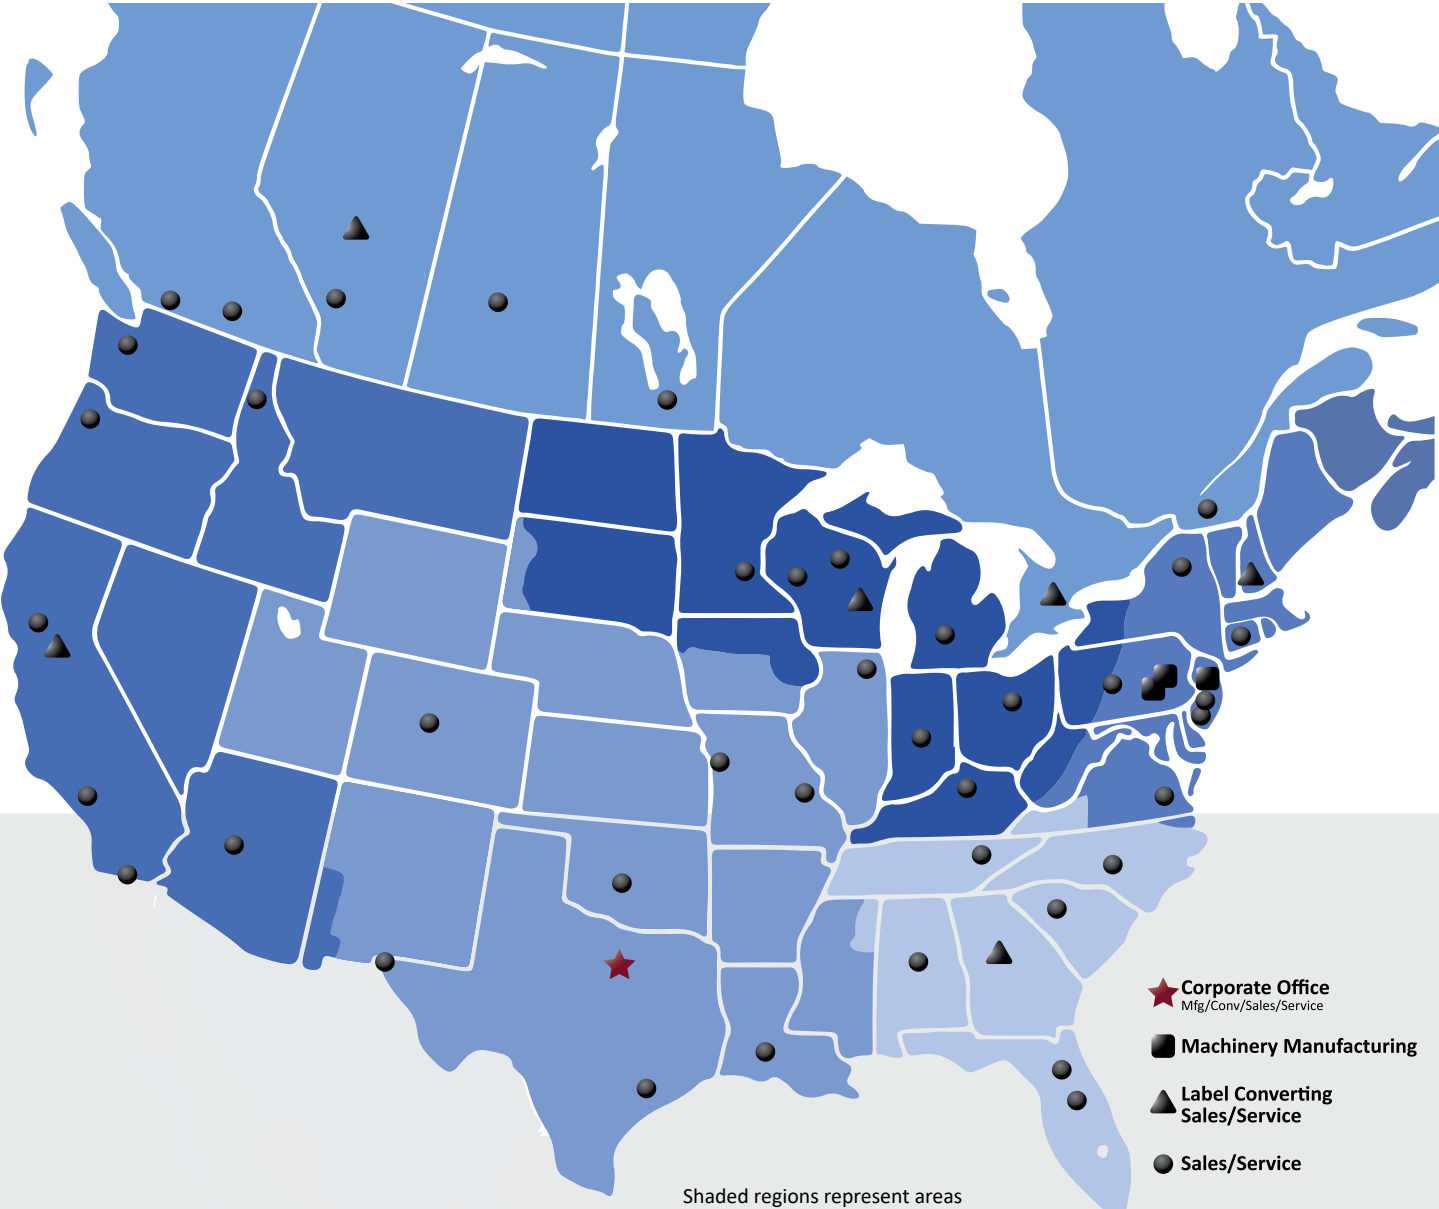 Corporate Office
Mfg/Conv/Sales/Service
Machinery Manufacturing
Label Converting
Sales/Service
Sales/Service
Shaded regions represent areas